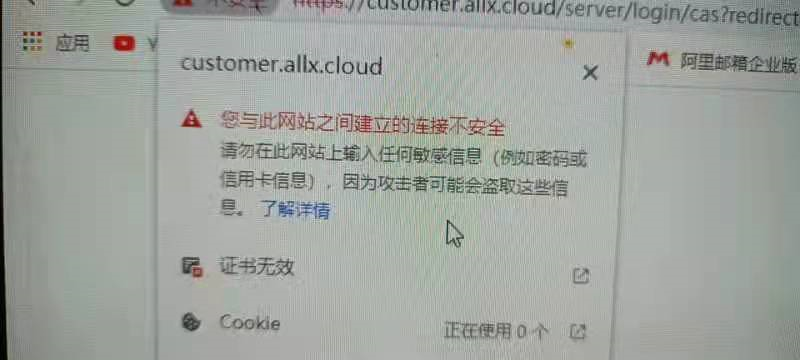 不安全 https://customer.allx.cloud/server/login/cas?redirect
应用
阿里邮箱企业版
customer.allx.cloud
您与此网站之间建立的连接不安全
请勿在此网站上输入任何敏感信息（例如密码或
信用卡信息），因为攻击者可能会盗取这些信
息。 了解详情
证书无效
Cookie 正在使用 0 个